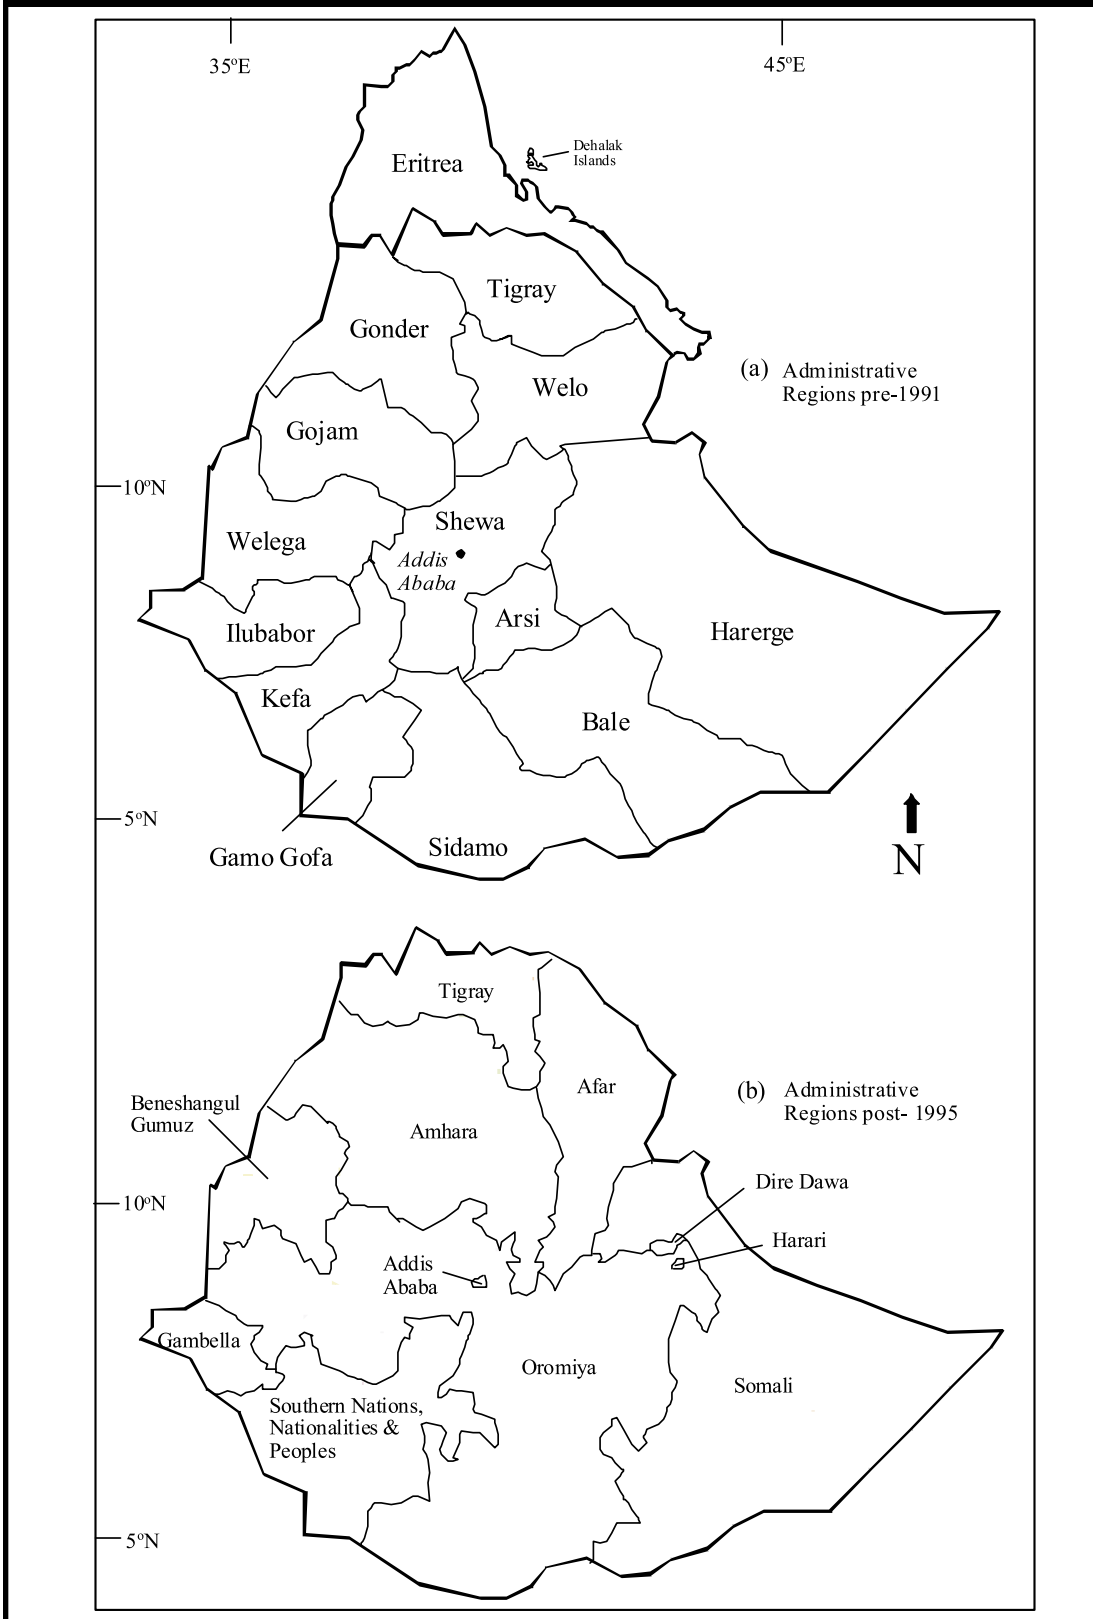 35ºE
45ºE
Dehalak
Islands
Eritrea
Tigray
Gonder
(a) Administrative
Regions pre-1991
Welo
Gojam
10ºN
Shewa
Welega
Addis
Ababa
Arsi
Ilubabor
Harerge
Kefa
Bale
5ºN
Sidamo
Gamo Gofa
N
Tigray
Afar
(b) Administrative
Regions post- 1995
Beneshangul
Gumuz
Amhara
Dire Dawa
10ºN
Harari
Addis
Ababa
Gambella
Oromiya
Somali
Southern Nations,
Nationalities &
Peoples
5ºN